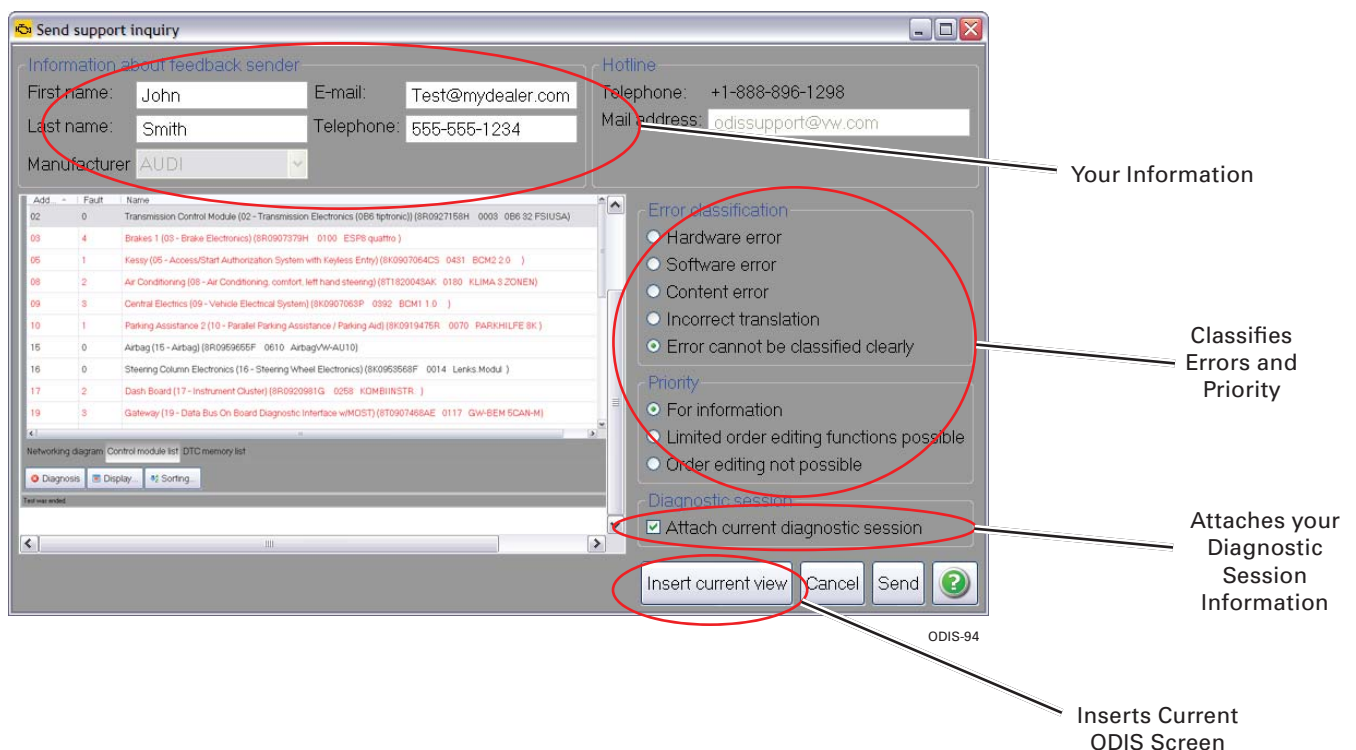 Send support inquiry
Information about feedback sender
First name: John E-mail: Test@mydealer.com
Last name: Smith Telephone: 555-555-1234
Manufacturer AUDI
Hotline
Telephone: +1-888-896-1298
Mail address: odissupport@vw.com
Your Information
Add... Fault Name
02 0 Transmission Control Module (02 - Transmission Electronics (0B6 tiptronic)) (8R0927158H 0003 0B6 32 FSIUSA)
03 4 Brakes 1 (03 - Brake Electronics) (8R0907379H 0100 ESP8 quattro )
05 1 Kessy (05 - Access/Start Authorization System with Keyless Entry) (8K0907064CS 0431 BCM2 2.0 )
08 2 Air Conditioning (08 - Air Conditioning, comfort, left hand steering) (8T1820043AK 0180 KLIMA 3 ZONEN)
09 3 Central Electrics (09 - Vehicle Electrical System) (8K0907063P 0392 BCM1 1.0 )
10 1 Parking Assistance 2 (10 - Parallel Parking Assistance / Parking Aid) (8K0919475R 0070 PARKHILFE 8K )
15 0 Airbag (15 - Airbag) (8R0959655F 0610 AirbagVW-AU10)
16 0 Steering Column Electronics (16 - Steering Wheel Electronics) (8K0953568F 0014 Lenks.Modul )
17 2 Dash Board (17 - Instrument Cluster) (8R0920981G 0258 KOMBIINSTR. )
19 3 Gateway (19 - Data Bus On Board Diagnostic Interface w/MOST) (8T0907468AE 0117 GW-BEM 5CAN-M)
Networking diagram Control module list DTC memory list
Diagnosis Display... Sorting...
Test was ended.
Error classification
Hardware error
Software error
Content error
Incorrect translation
Error cannot be classified clearly
Priority
For information
Limited order editing functions possible
Order editing not possible
Classifies
Errors and
Priority
Diagnostic session
Attach current diagnostic session
Attaches your
Diagnostic
Session
Information
Insert current view Cancel Send ?
ODIS-94
Inserts Current
ODIS Screen